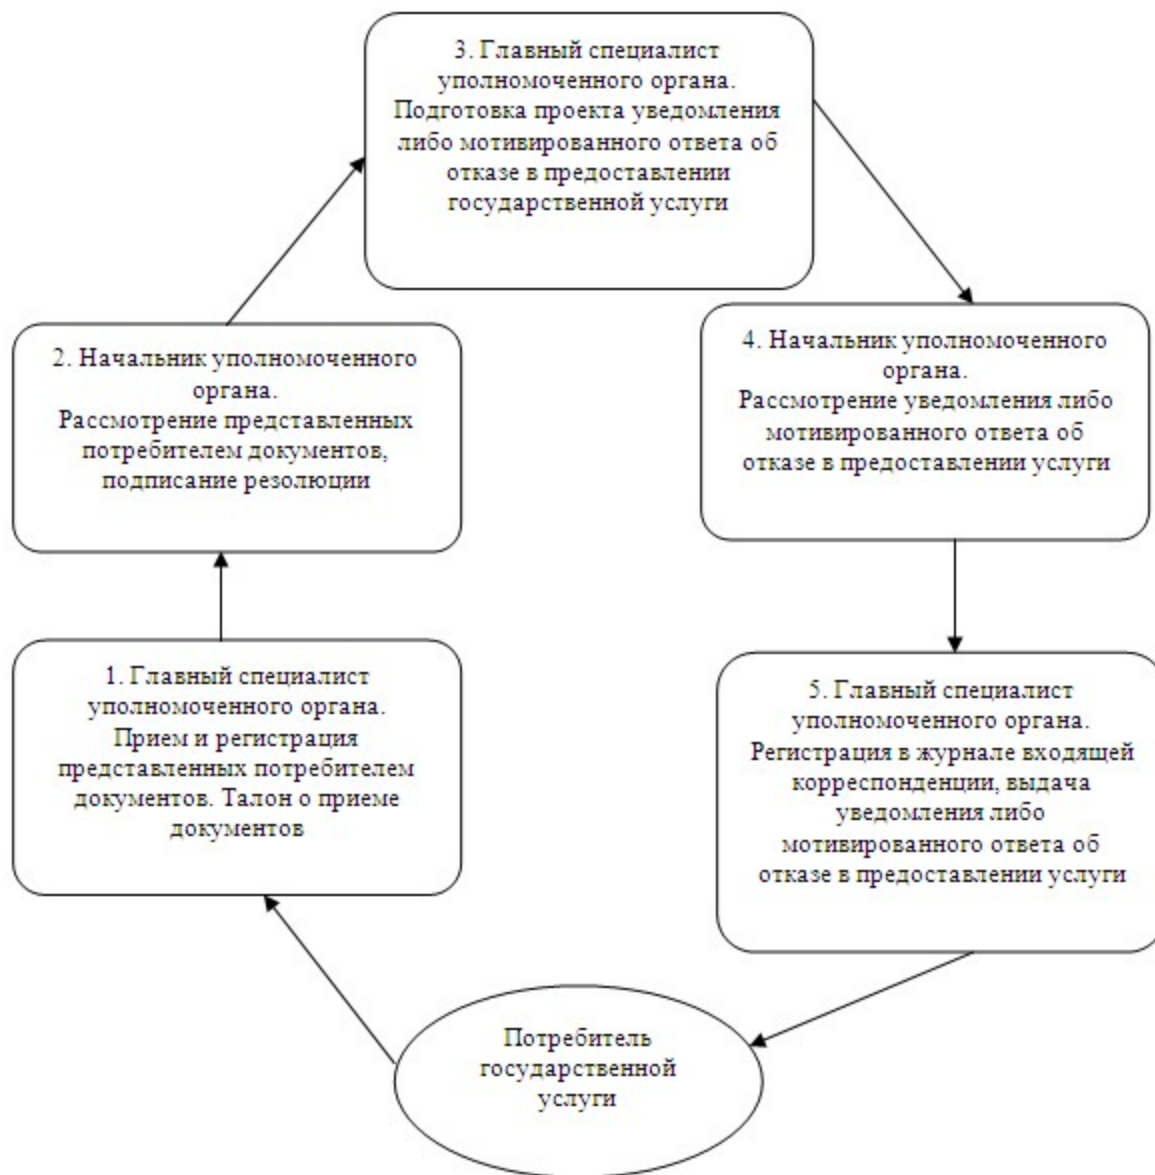 3. Главный специалист
уполномоченного органа.
Подготовка проекта уведомления
либо мотивированного ответа об
отказе в предоставлении
государственной услуги
2. Начальник уполномоченного
органа.
Рассмотрение представленных
потребителем документов,
подписание резолюции
4. Начальник уполномоченного
органа.
Рассмотрение уведомления либо
мотивированного ответа об
отказе в предоставлении услуги
1. Главный специалист
уполномоченного органа.
Прием и регистрация
представленных потребителем
документов. Талон о приеме
документов
5. Главный специалист
уполномоченного органа.
Регистрация в журнале входящей
корреспонденции, выдача
уведомления либо
мотивированного ответа об
отказе в предоставлении услуги
Потребитель
государственной
услуги